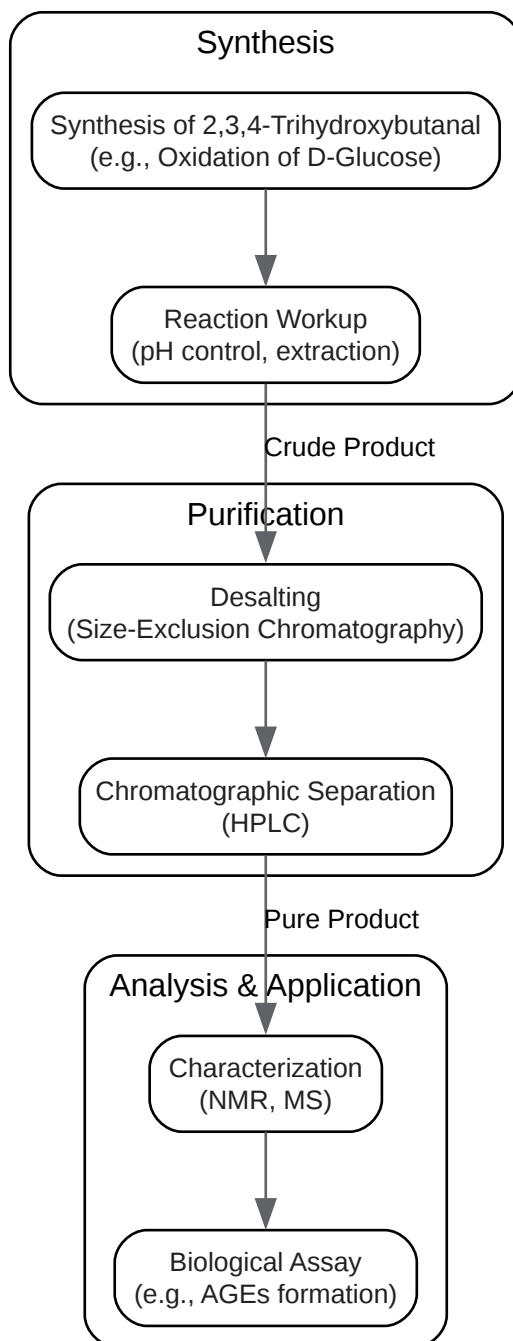 Synthesis
Synthesis of 2,3,4-Trihydroxybutanal
(e.g., Oxidation of D-Glucose)
Reaction Workup
(pH control, extraction)
Crude Product
Purification
Desalting
(Size-Exclusion Chromatography)
Chromatographic Separation
(HPLC)
Pure Product
Analysis & Application
Characterization
(NMR, MS)
Biological Assay
(e.g., AGEs formation)